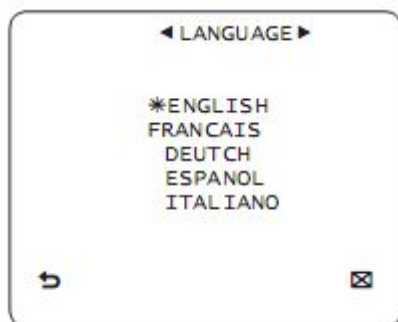 ◄LANGUAGE►
✳ENGLISH
FRANCAIS
DEUTCH
ESPANOL
ITALIANO